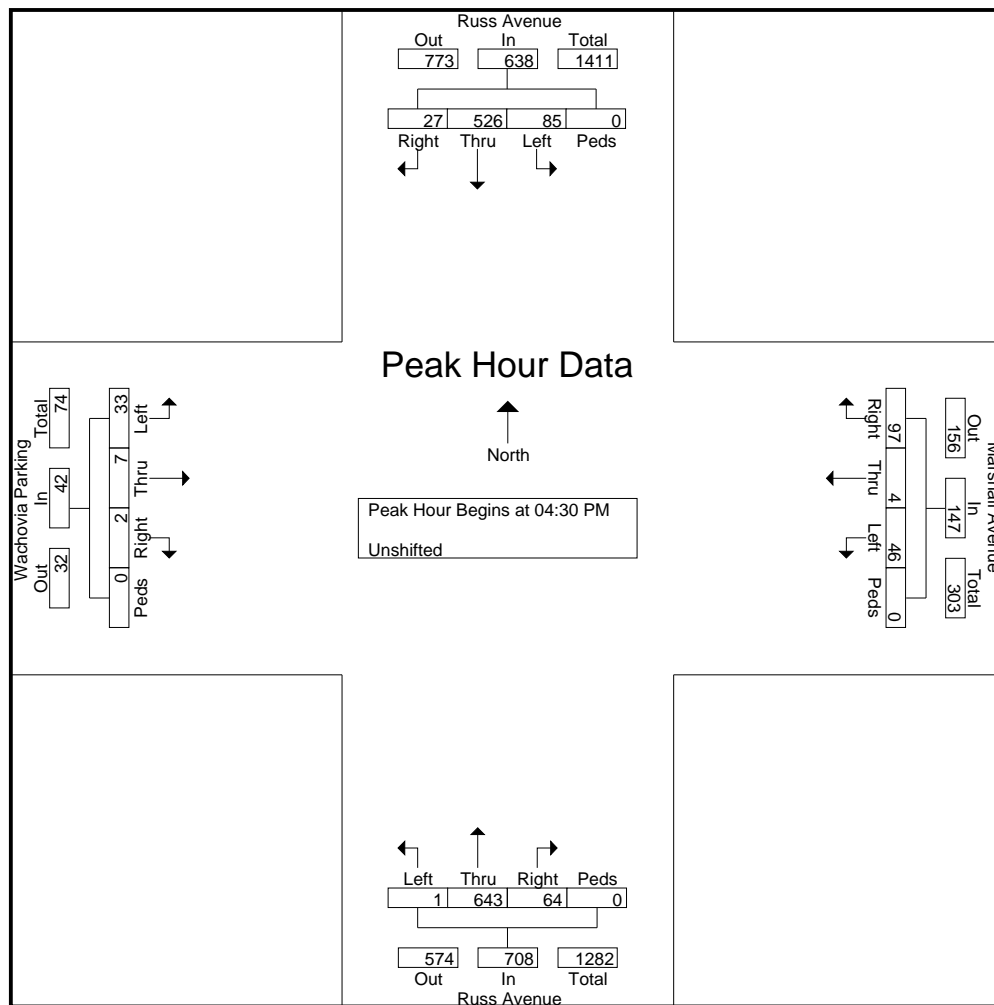 Russ Avenue
Out In Total
773 638 1411
27 526 85 0
Right Thru Left Peds
Peak Hour Data
North
Peak Hour Begins at 04:30 PM
Unshifted
Wachovia Parking
Out In Total
32 42 74
33 7 2 0
Left Thru Right Peds
Right Thru Left Peds
97 4 46 0
Out In Total
156 147 303
Marshall Avenue
Left Thru Right Peds
1 643 64 0
574 708 1282
Out In Total
Russ Avenue